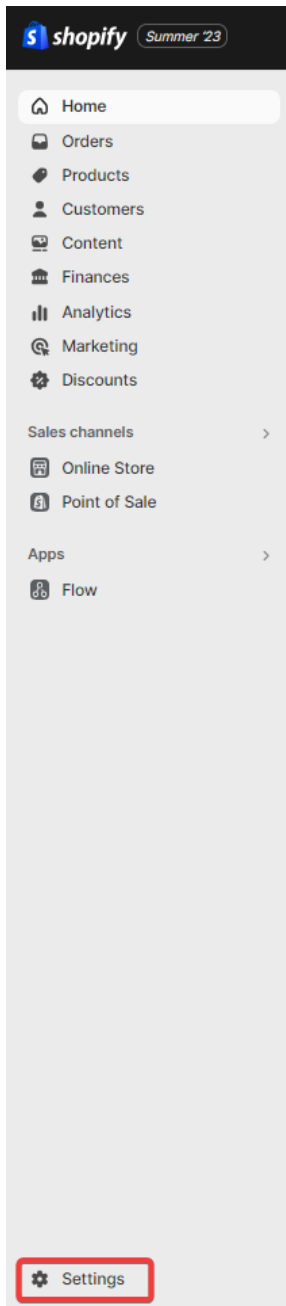 shopify Summer '23
Home
Orders
Products
Customers
Content
Finances
Analytics
Marketing
Discounts
Sales channels
Online Store
Point of Sale
Apps
Flow
Settings